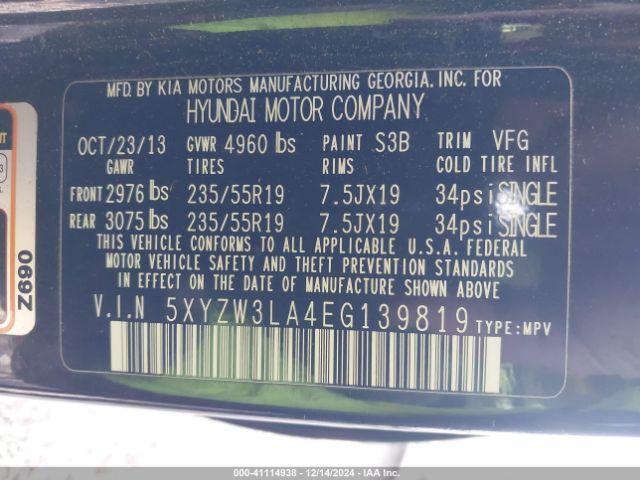 MFD. BY KIA MOTORS MANUFACTURING GEORGIA, INC. FOR
HYUNDAI MOTOR COMPANY
OCT/23/13 GVWR 4960 lbs PAINT S3B TRIM VFG
GAWR TIRES RIMS COLD TIRE INFL
FRONT 2976 lbs 235/55R19 7.5JX19 34psi SINGLE
REAR 3075 lbs 235/55R19 7.5JX19 34psi SINGLE
THIS VEHICLE CONFORMS TO ALL APPLICABLE U.S.A. FEDERAL
MOTOR VEHICLE SAFETY AND THEFT PREVENTION STANDARDS
IN EFFECT ON THE DATE OF MANUFACTURE SHOWN ABOVE
V.I.N 5XYZW3LA4EG139819 TYPE:MPV
Z690
©41114938 - 12/14/2024 - IAA Inc.